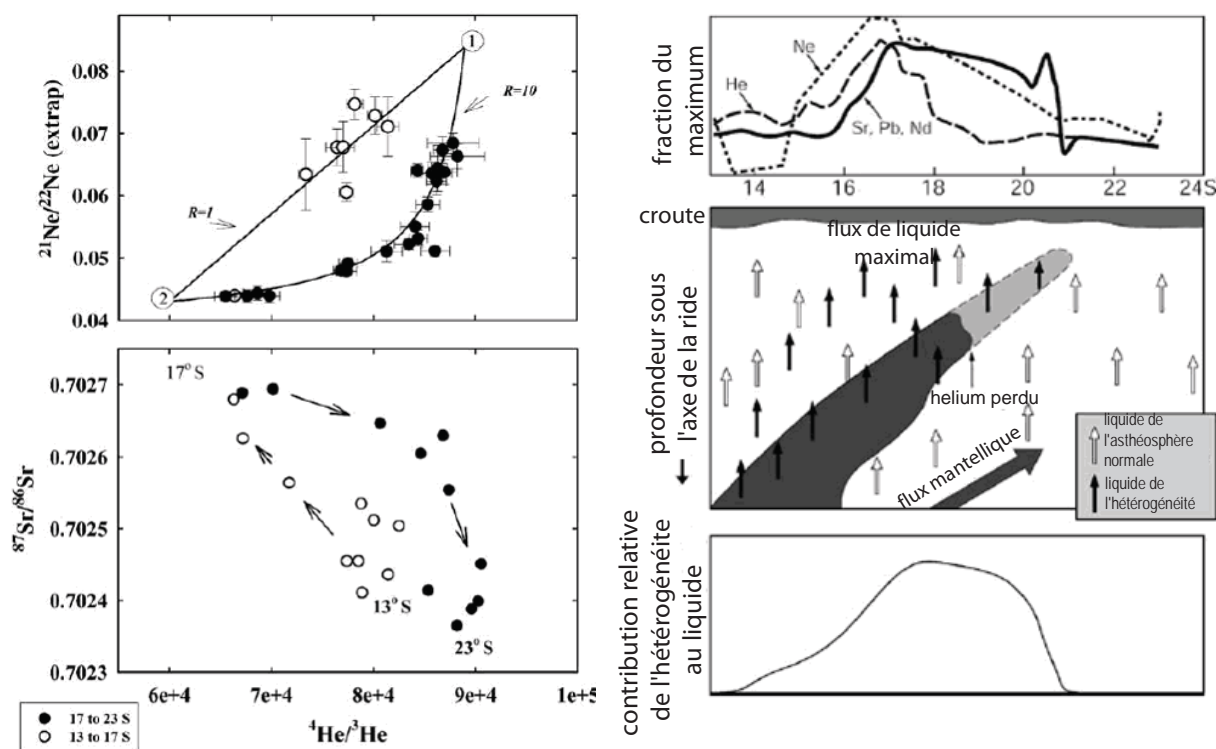 0.08
0.07
0.06
0.05
0.04
21Ne/22Ne (extrap)
1
2
R=10
R=1
0.7027
0.7026
0.7025
0.7024
0.7023
87Sr/86Sr
17° S
13° S
23° S
6e+4 7e+4 8e+4 9e+4 1e+5
4He/3He
17 to 23 S
13 to 17 S
fraction du
maximum
Ne
He
Sr, Pb, Nd
14 16 18 20 22 24S
croute
profondeur sous
l'axe de la ride
flux de liquide
maximal
helium perdu
flux mantellique
liquide de
l'asthéosphère
normale
liquide de
l'hétérogénéité
contribution relative
de l'hétérogénéite
au liquide